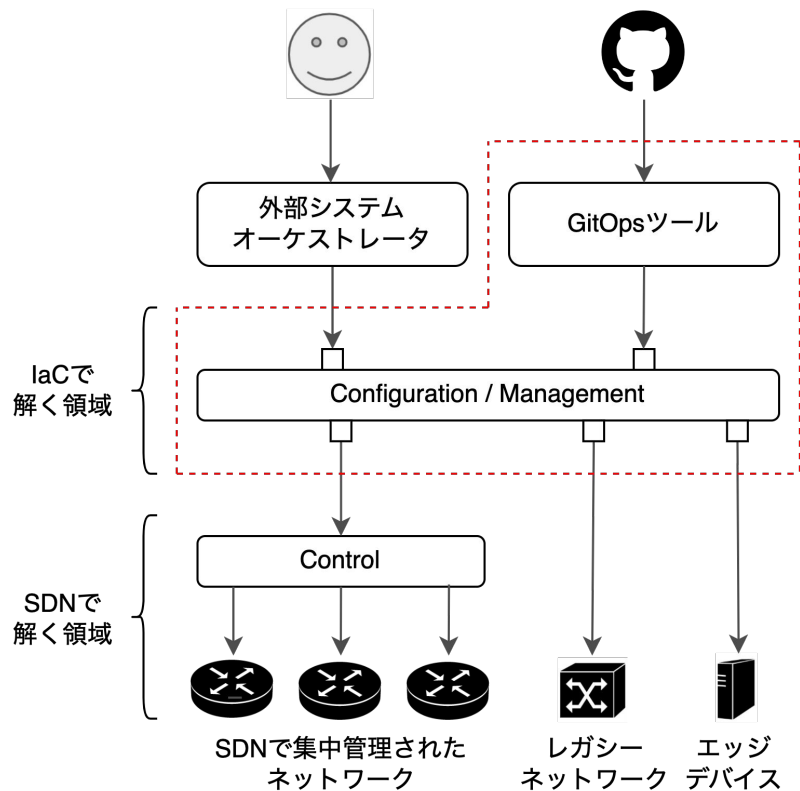 外部システム
オーケストレータ
GitOpsツール
IaCで
解く領域
Configuration / Management
SDNで
解く領域
Control
SDNで集中管理された
ネットワーク
レガシー
ネットワーク
エッジ
デバイス